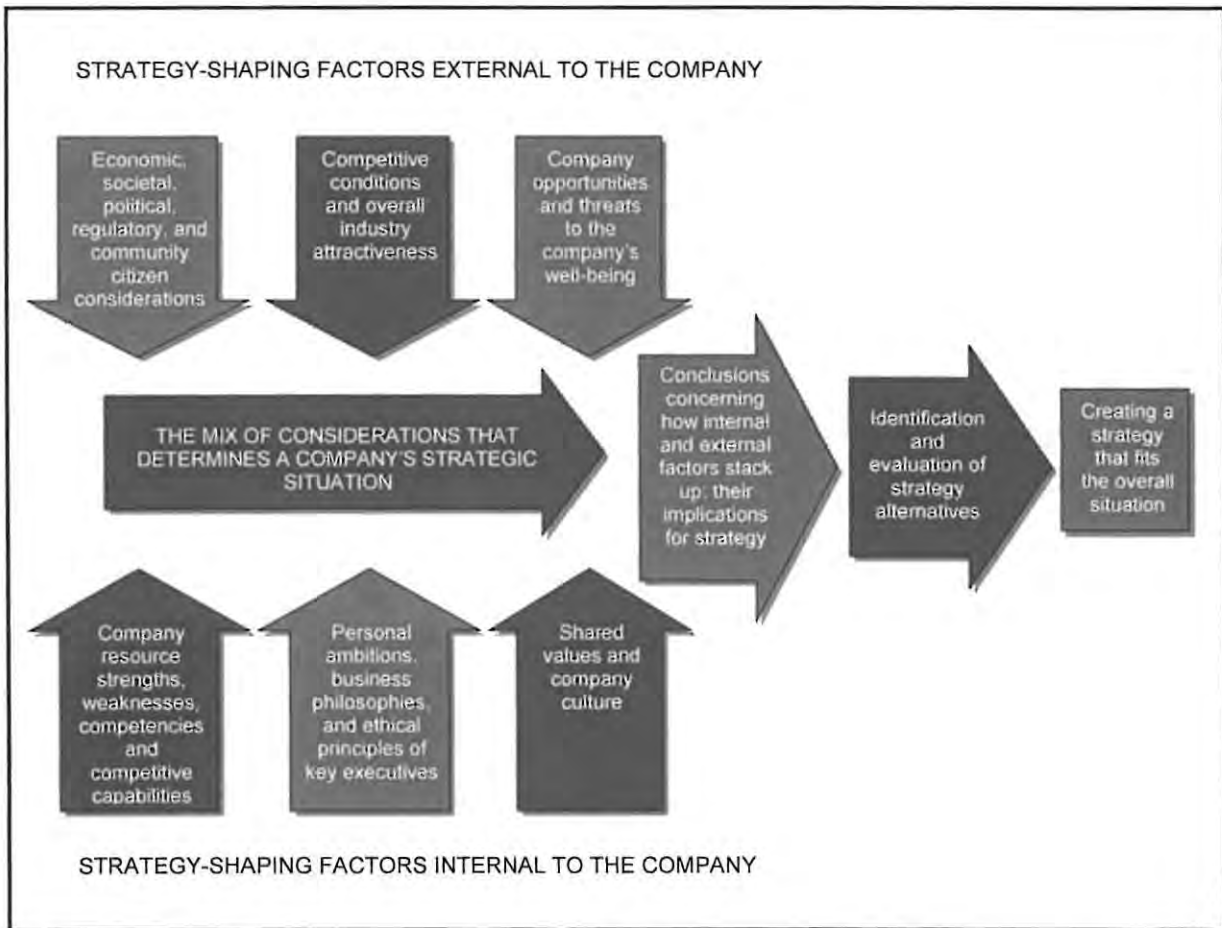 STRATEGY-SHAPING FACTORS EXTERNAL TO THE COMPANY
Economic,
societal,
political,
regulatory, and
community
citizen
considerations
Competitive
conditions
and overall
industry
attractiveness
Company
opportunities
and threats
to the
company's
well-being
THE MIX OF CONSIDERATIONS THAT
DETERMINES A COMPANY'S STRATEGIC
SITUATION
Conclusions
concerning
how internal
and external
factors stack
up; their
implications
for strategy
Identification
and
evaluation of
strategy
alternatives
Creating a
strategy
that fits
the overall
situation
Company
resource
strengths,
weaknesses,
competencies
and
competitive
capabilities
Personal
ambitions,
business
philosophies,
and ethical
principles of
key executives
Shared
values and
company
culture
STRATEGY-SHAPING FACTORS INTERNAL TO THE COMPANY